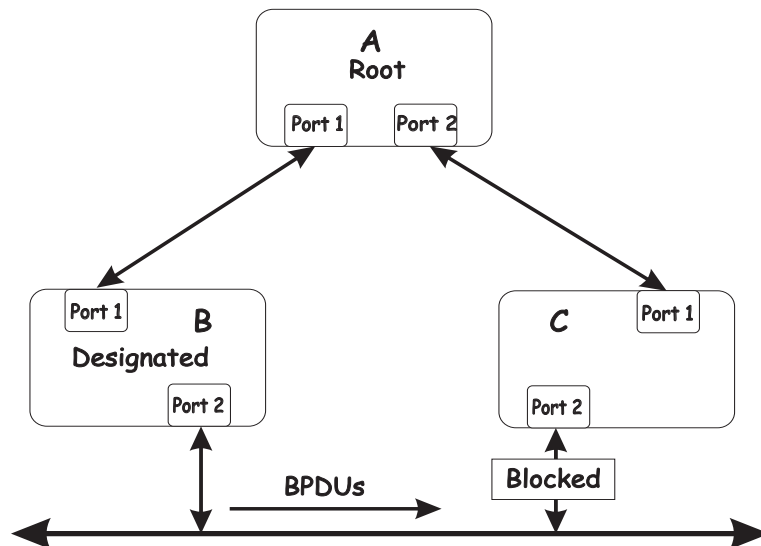 A
Root
Port 1
Port 2
Port 1
B
Designated
Port 2
C
Port 1
Port 2
Blocked
BPDUs